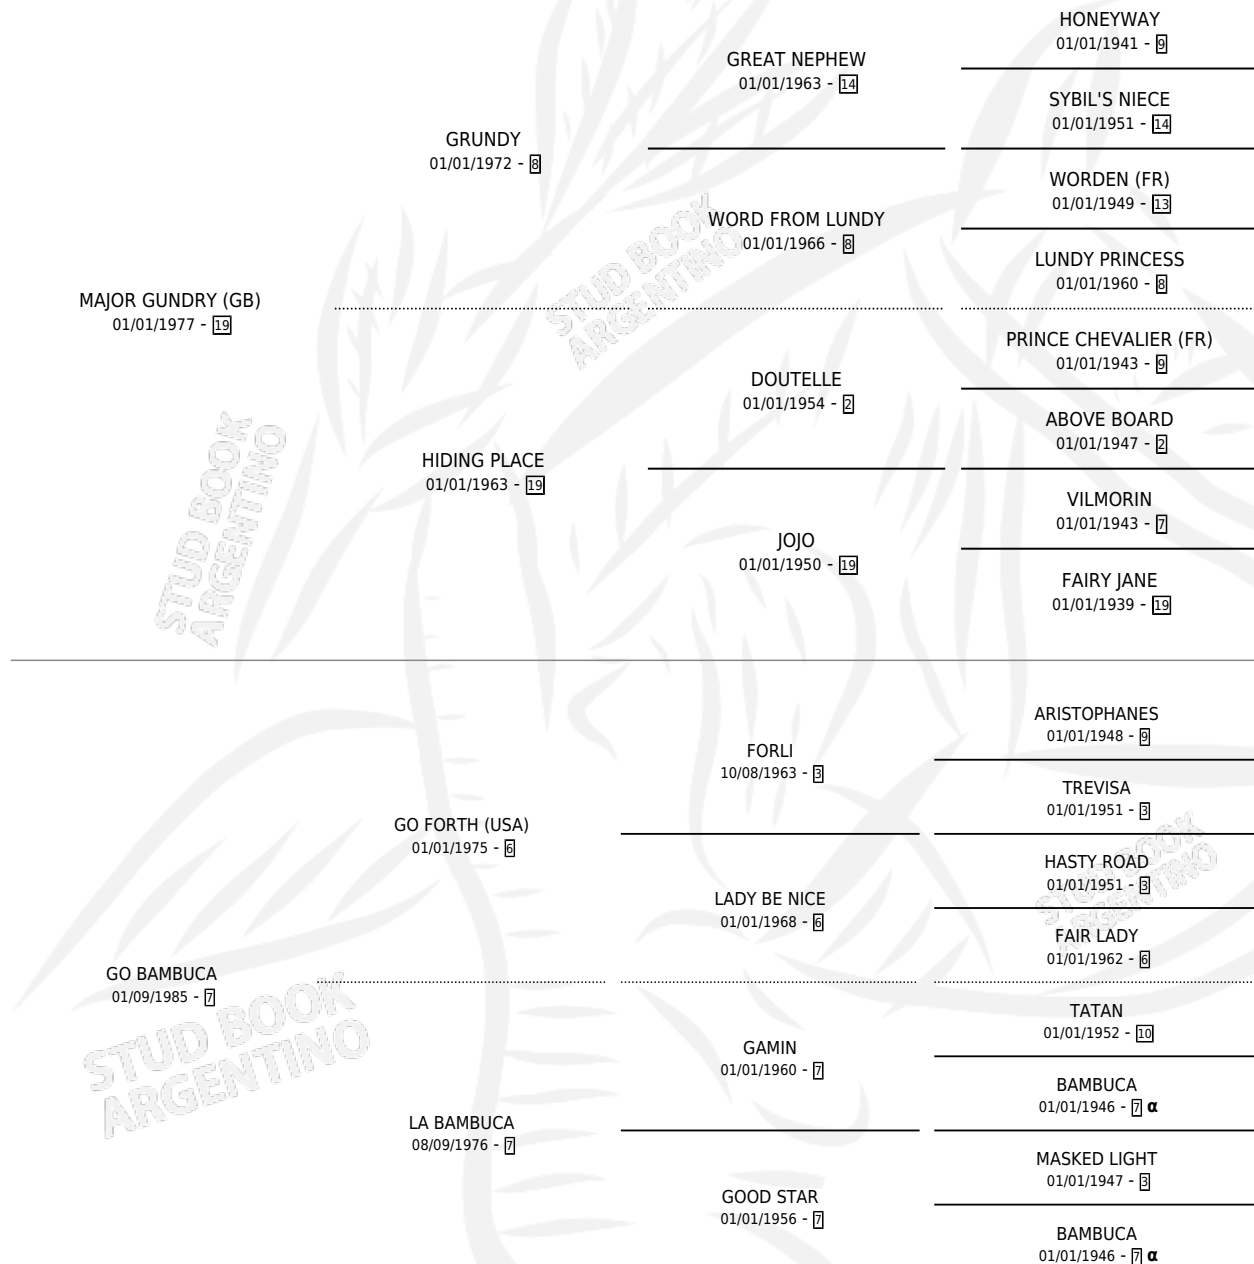 HONEYWAY
01/01/1941 - 9
GREAT NEPHEW
01/01/1963 - 14
SYBIL'S NIECE
01/01/1951 - 14
GRUNDY
01/01/1972 - 8
WORDEN (FR)
01/01/1949 - 13
WORD FROM LUNDY
01/01/1966 - 8
LUNDY PRINCESS
01/01/1960 - 8
MAJOR GUNDRY (GB)
01/01/1977 - 19
STUD BOOK
ARGENTINO
PRINCE CHEVALIER (FR)
01/01/1943 - 9
DOUTELLE
01/01/1954 - 2
ABOVE BOARD
01/01/1947 - 2
HIDING PLACE
01/01/1963 - 19
STUD BOOK
ARGENTINO
VILMORIN
01/01/1943 - 7
JOJO
01/01/1950 - 19
FAIRY JANE
01/01/1939 - 19
ARISTOPHANES
01/01/1948 - 9
FORLI
10/08/1963 - 3
TREVISA
01/01/1951 - 3
GO FORTH (USA)
01/01/1975 - 6
HASTY ROAD
01/01/1951 - 3
STUD BOOK
ARGENTINO
LADY BE NICE
01/01/1968 - 6
FAIR LADY
01/01/1962 - 6
GO BAMBUCA
01/09/1985 - 7
STUD BOOK
ARGENTINO
TATAN
01/01/1952 - 10
GAMIN
01/01/1960 - 7
BAMBUCA
01/01/1946 - 7 α
LA BAMBUCA
08/09/1976 - 7
MASKED LIGHT
01/01/1947 - 3
GOOD STAR
01/01/1956 - 7
BAMBUCA
01/01/1946 - 7 α